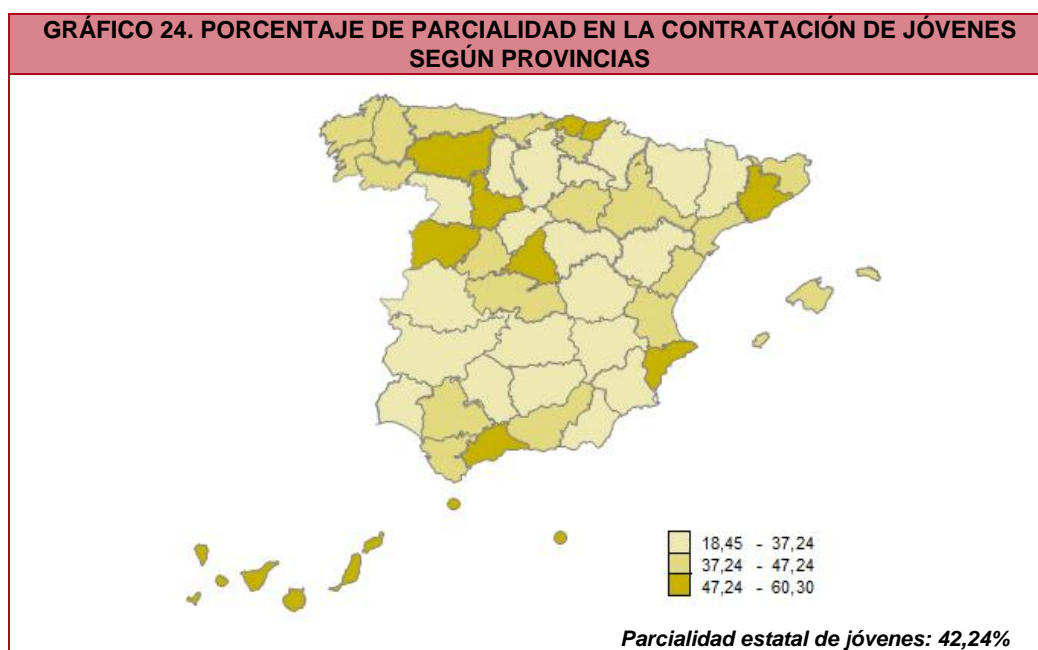 GRÁFICO 24. PORCENTAJE DE PARCIALIDAD EN LA CONTRATACIÓN DE JÓVENES
SEGÚN PROVINCIAS
18,45 - 37,24
37,24 - 47,24
47,24 - 60,30
Parcialidad estatal de jóvenes: 42,24%